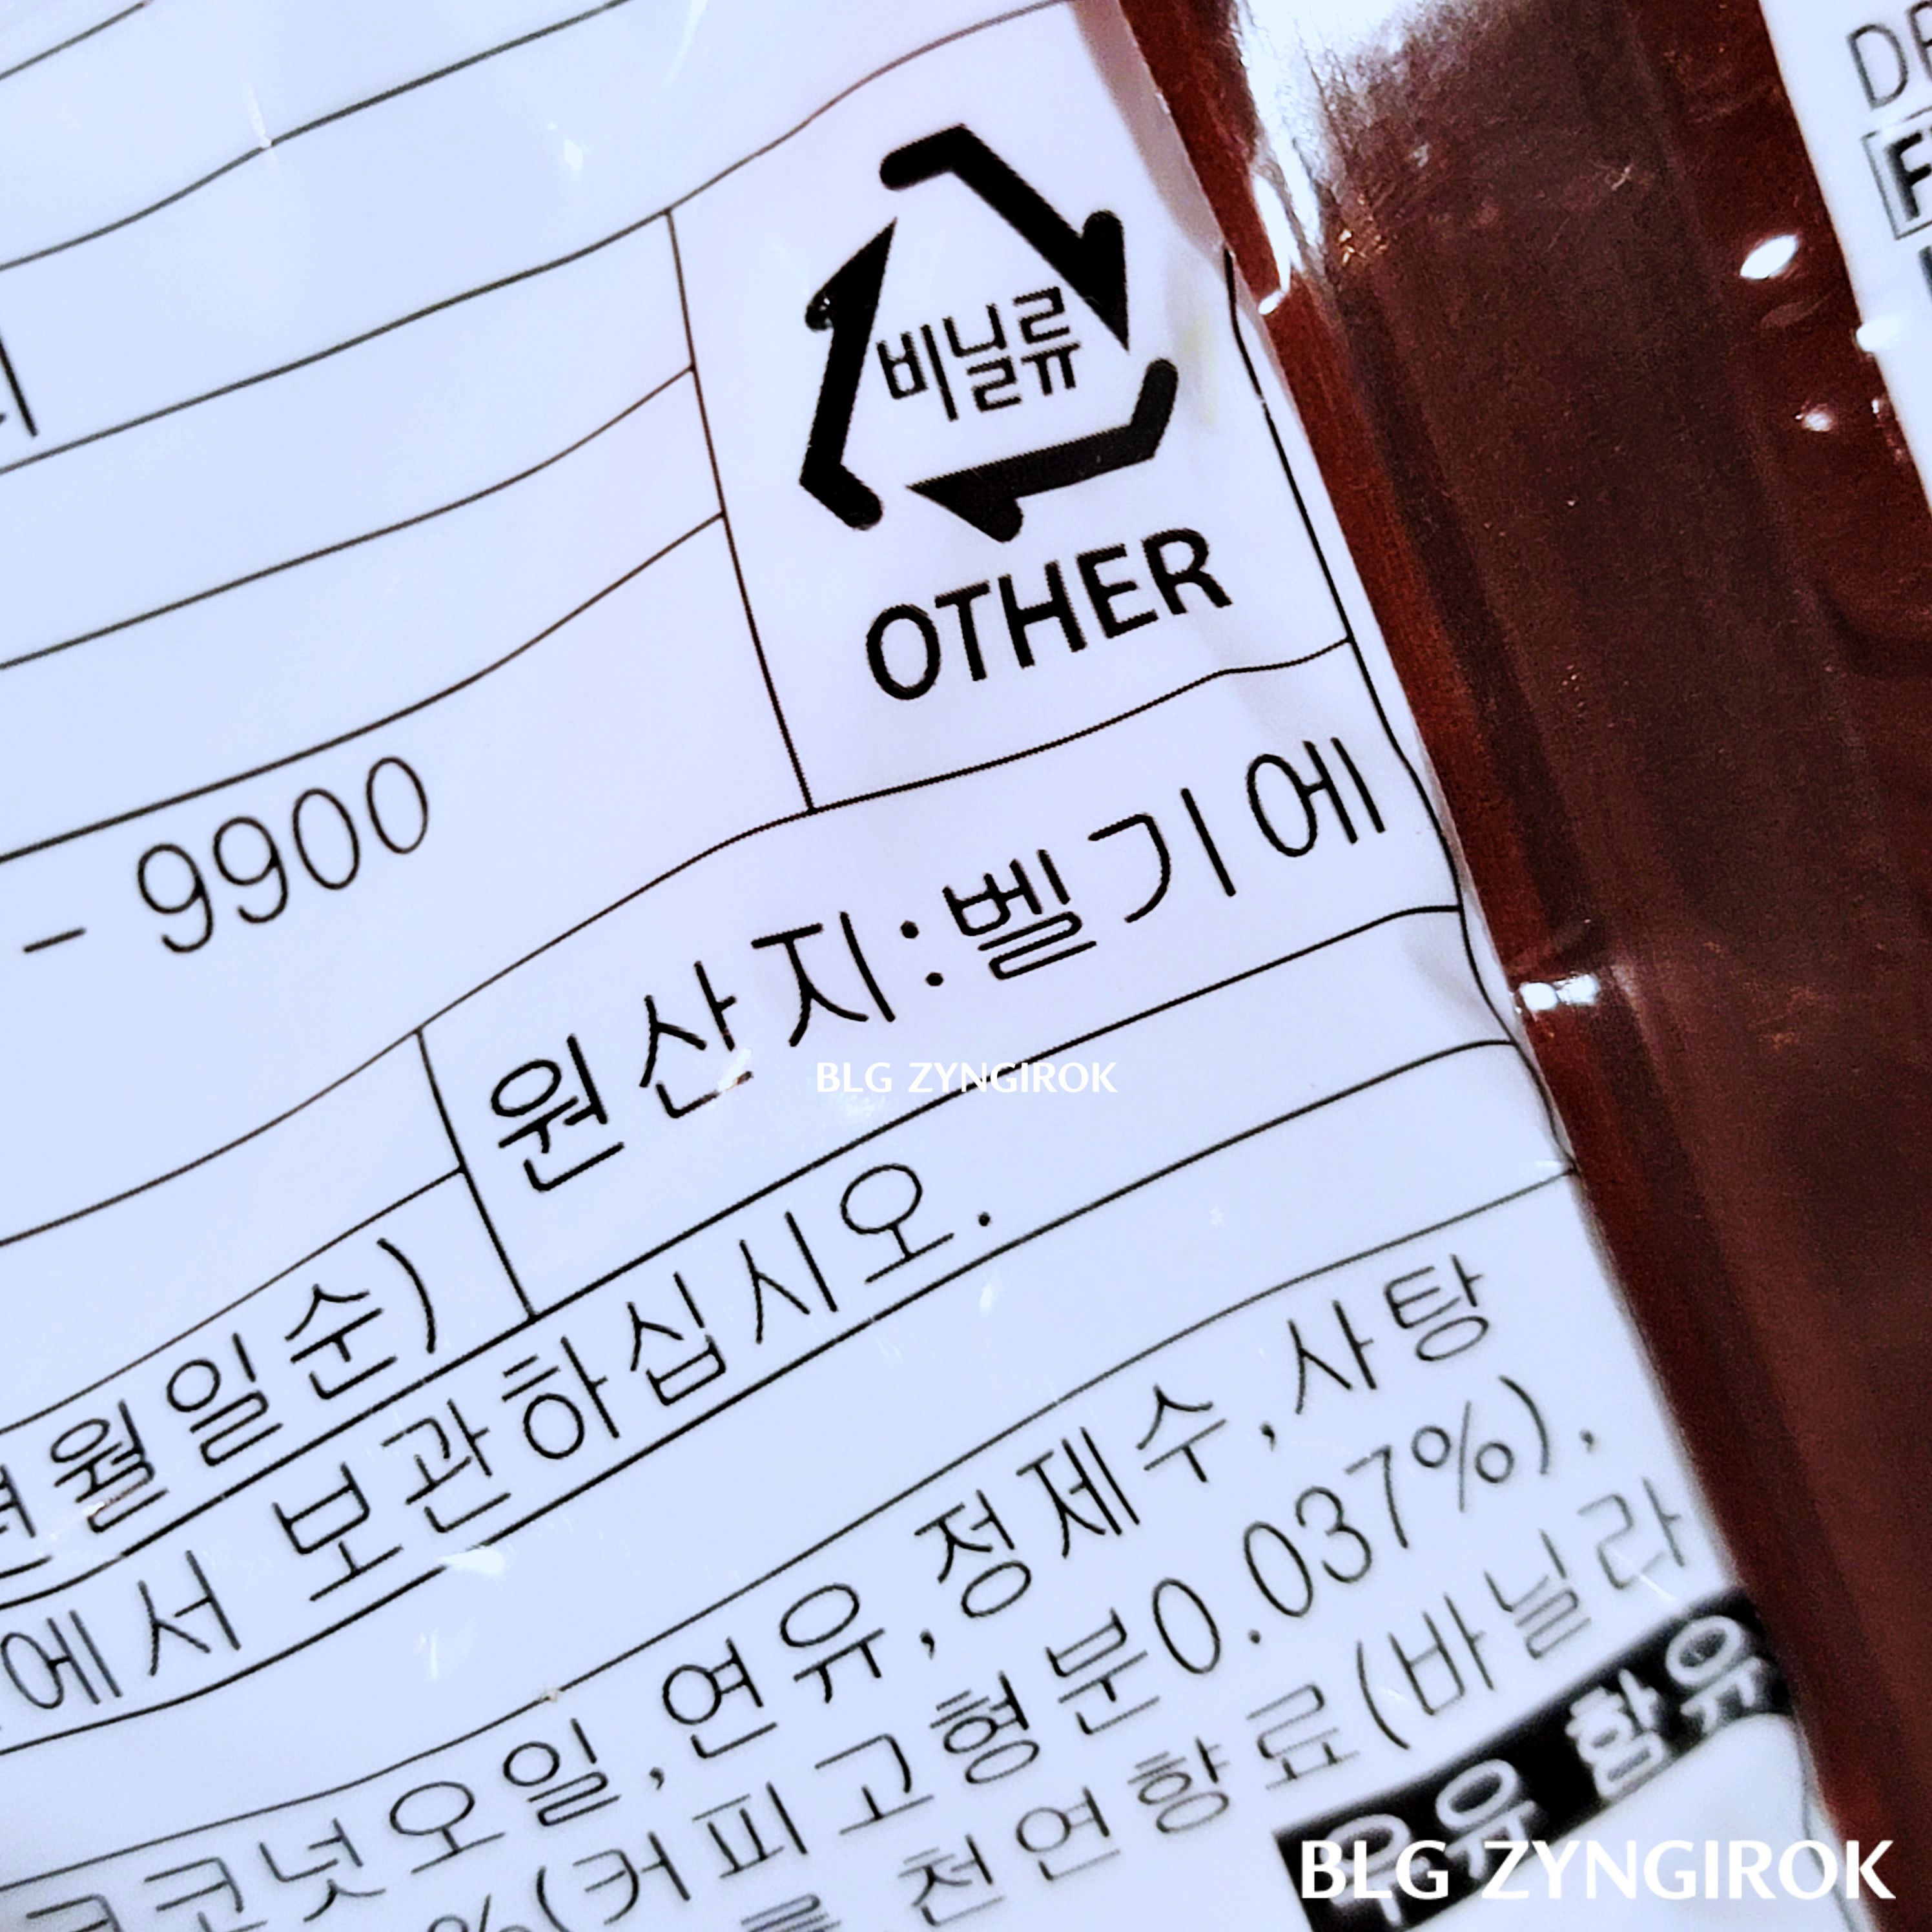 비닐류
OTHER
- 9900
원산지:벨기에
월일순)
에서 보관하십시오.
코넛오일,연유,정제수,사탕
%(커피고형분0.037%),
천연향료(바닐라
우유 함유
BLG ZYNGIROK
BLG ZYNGIROK